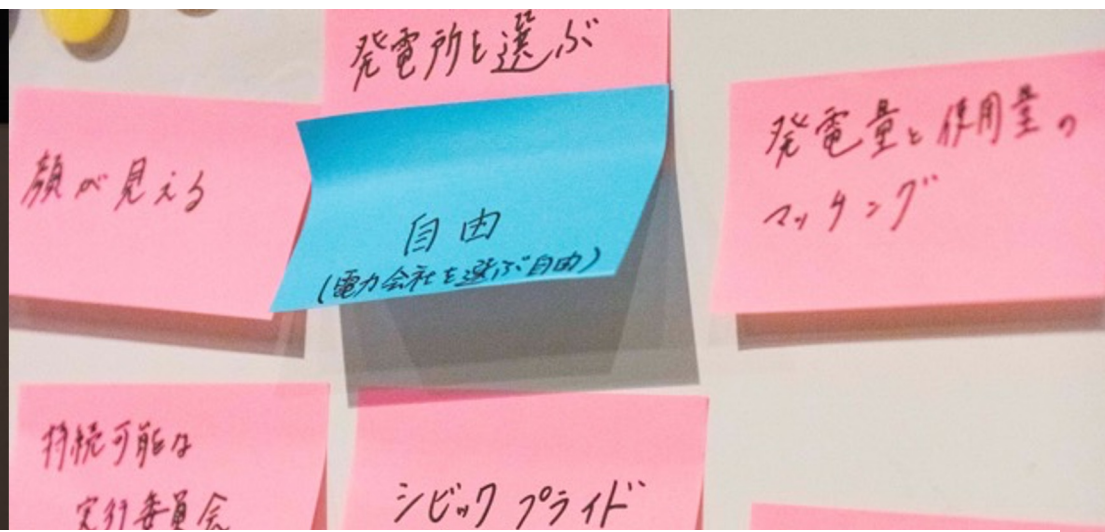 発電所を選ぶ
顔が見える
自由
(電力会社を選ぶ自由)
発電量と使用量の
マッチング
持続可能な
実行委員会
シビックプライド